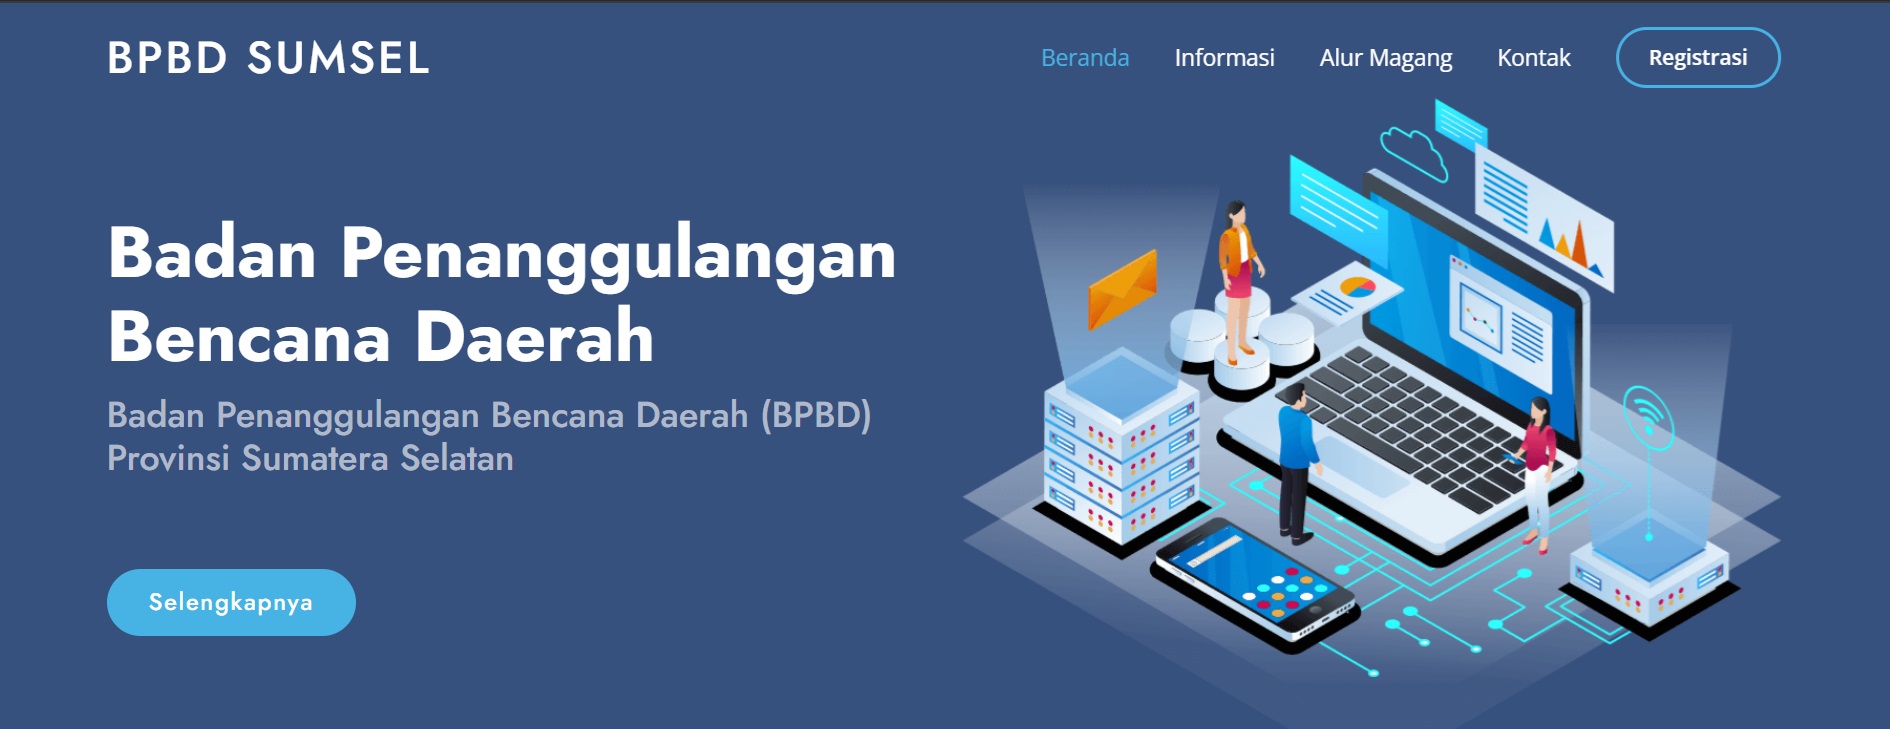 BPBD SUMSEL
Beranda
Informasi
Alur Magang
Kontak
Registrasi
Badan Penanggulangan
Bencana Daerah
Badan Penanggulangan Bencana Daerah (BPBD)
Provinsi Sumatera Selatan
Selengkapnya